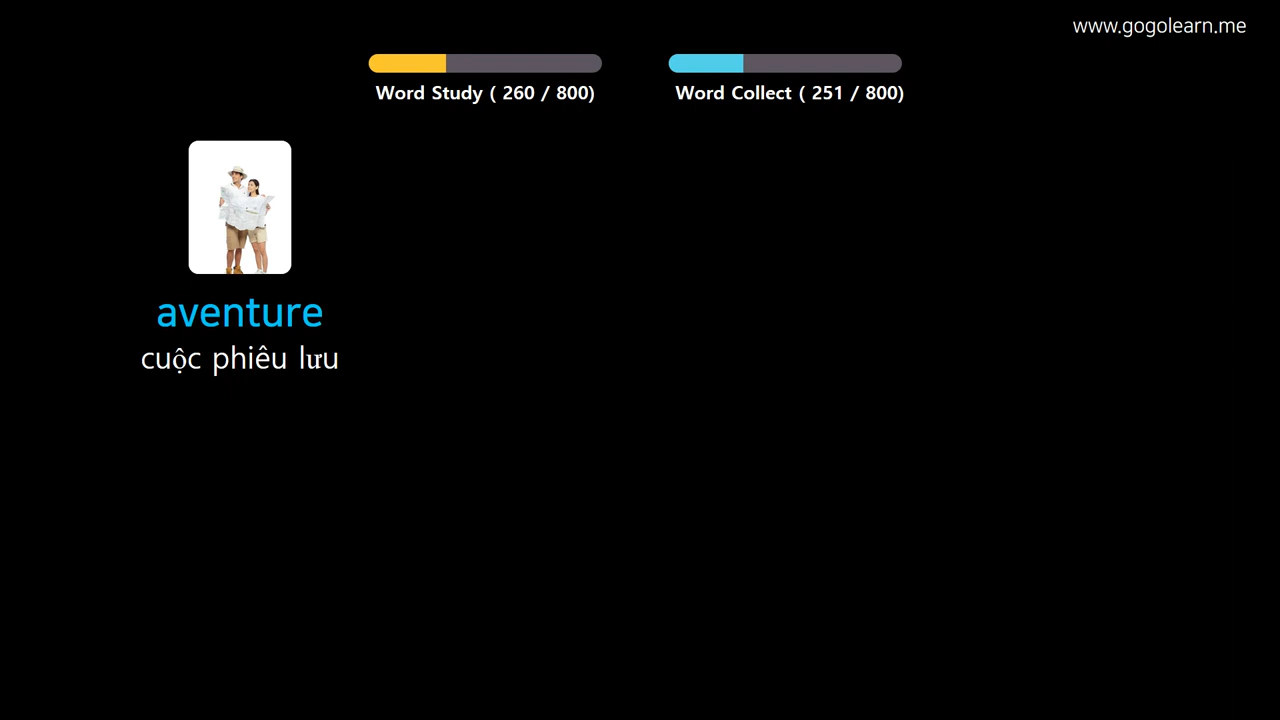 www.gogolearn.me
Word Study ( 260 / 800)
Word Collect ( 251 / 800)
aventure
cuộc phiêu lưu